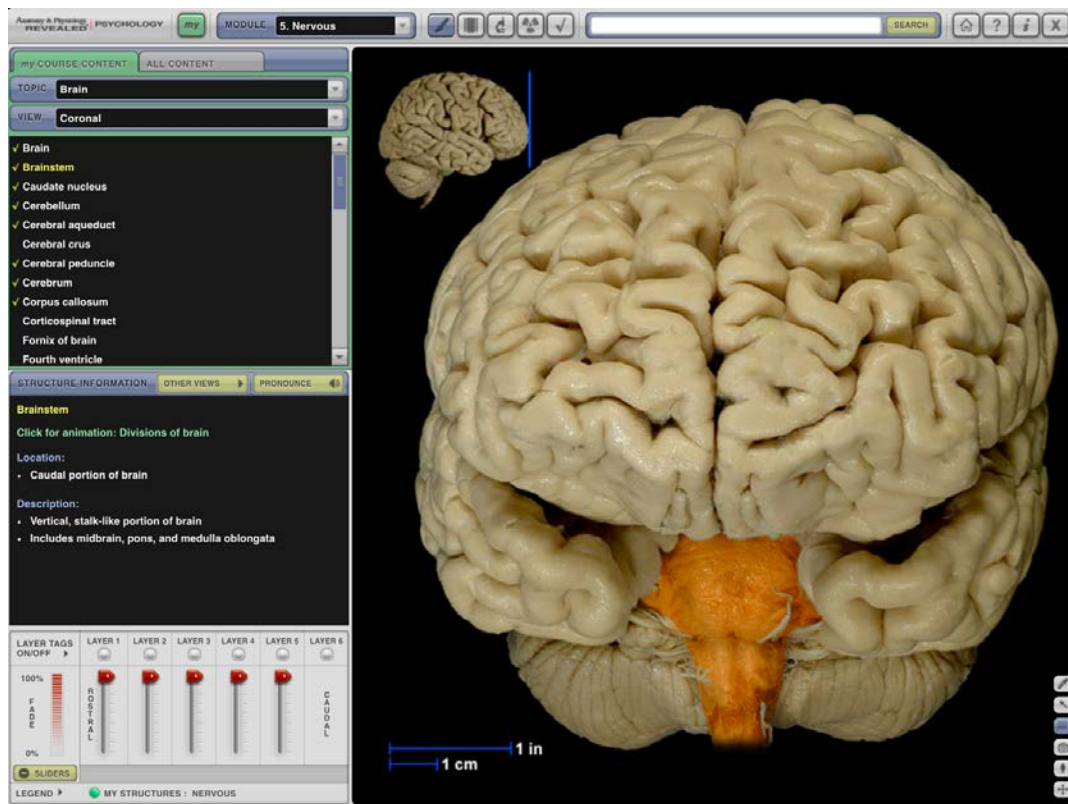 Anatomy & Physiology
REVEALED
PSYCHOLOGY
my
MODULE
5. Nervous
SEARCH
?
i
X
my COURSE CONTENT
ALL CONTENT
TOPIC
Brain
VIEW
Coronal
✓ Brain
✓ Brainstem
✓ Caudate nucleus
✓ Cerebellum
✓ Cerebral aqueduct
Cerebral crus
✓ Cerebral peduncle
✓ Cerebrum
✓ Corpus callosum
Corticospinal tract
Fornix of brain
Fourth ventricle
STRUCTURE INFORMATION
OTHER VIEWS
PRONOUNCE
Brainstem
Click for animation: Divisions of brain
Location:
• Caudal portion of brain
Description:
• Vertical, stalk-like portion of brain
• Includes midbrain, pons, and medulla oblongata
LAYER TAGS
ON/OFF
LAYER 1
LAYER 2
LAYER 3
LAYER 4
LAYER 5
LAYER 6
100%
FADE
0%
ROSTRAL
CAUDAL
SLIDERS
LEGEND
MY STRUCTURES : NERVOUS
1 in
1 cm